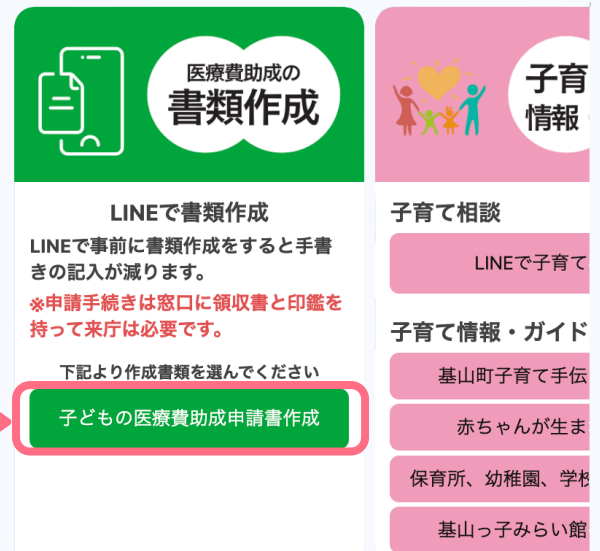 医療費助成の
書類作成
LINEで書類作成
LINEで事前に書類作成をすると手書
きの記入が減ります。
※申請手続きは窓口に領収書と印鑑を
持って来庁は必要です。
下記より作成書類を選んでください
子どもの医療費助成申請書作成
子育
情報
子育て相談
LINEで子育て
子育て情報・ガイド
基山町子育て手伝
赤ちゃんが生ま
保育所、幼稚園、学校
基山っ子みらい館